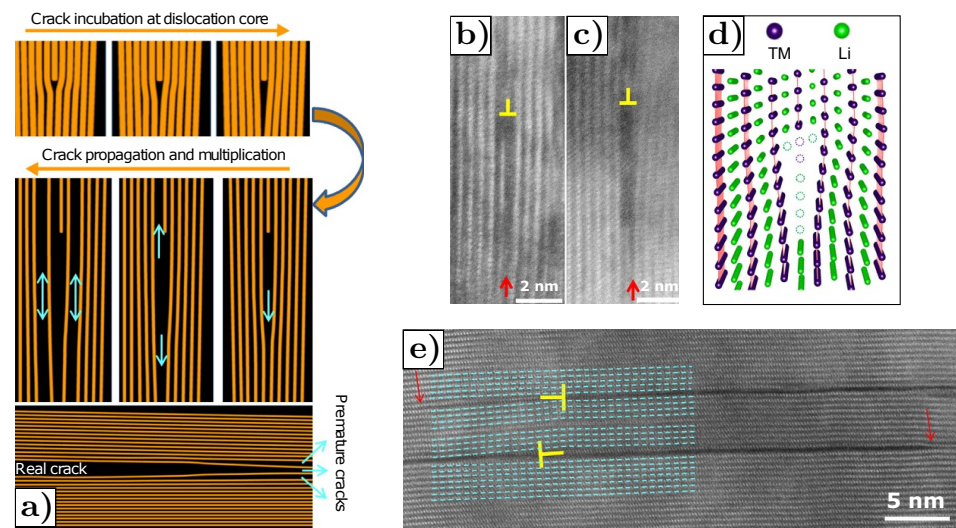 Crack incubation at dislocation core
Crack propagation and multiplication
Real crack
Premature cracks
a)
b)
2 nm
c)
2 nm
d)
TM
Li
e)
5 nm